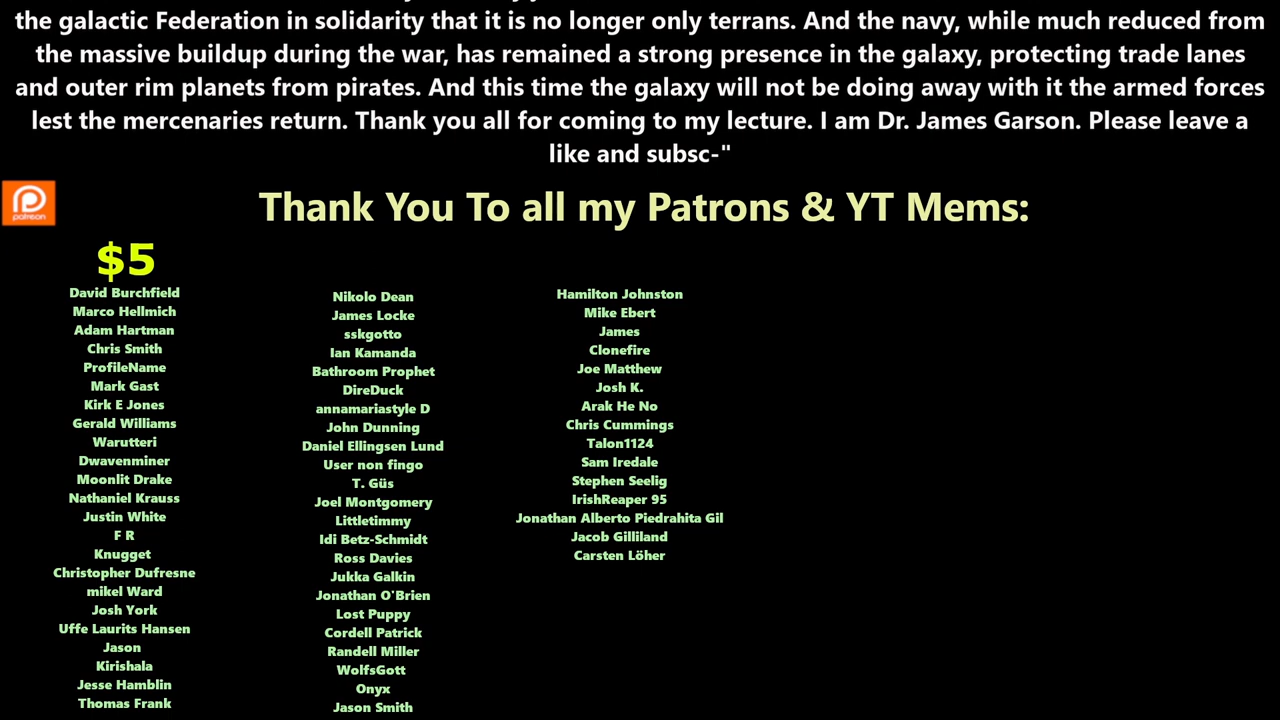 the galactic Federation in solidarity that it is no longer only terrans. And the navy, while much reduced from
the massive buildup during the war, has remained a strong presence in the galaxy, protecting trade lanes
and outer rim planets from pirates. And this time the galaxy will not be doing away with it the armed forces
lest the mercenaries return. Thank you all for coming to my lecture. I am Dr. James Garson. Please leave a
like and subsc-"
patreon
Thank You To all my Patrons & YT Mems:
$5
David Burchfield
Marco Hellmich
Adam Hartman
Chris Smith
ProfileName
Mark Gast
Kirk E Jones
Gerald Williams
Warutteri
Dwavenminer
Moonlit Drake
Nathaniel Krauss
Justin White
F R
Knugget
Christopher Dufresne
mikel Ward
Josh York
Uffe Laurits Hansen
Jason
Kirishala
Jesse Hamblin
Thomas Frank
Nikolo Dean
James Locke
sskgotto
Ian Kamanda
Bathroom Prophet
DireDuck
annamariastyle D
John Dunning
Daniel Ellingsen Lund
User non fingo
T. Güs
Joel Montgomery
Littletimmy
Idi Betz-Schmidt
Ross Davies
Jukka Galkin
Jonathan O'Brien
Lost Puppy
Cordell Patrick
Randell Miller
WolfsGott
Onyx
Jason Smith
Hamilton Johnston
Mike Ebert
James
Clonefire
Joe Matthew
Josh K.
Arak He No
Chris Cummings
Talon1124
Sam Iredale
Stephen Seelig
IrishReaper 95
Jonathan Alberto Piedrahita Gil
Jacob Gilliland
Carsten Löher